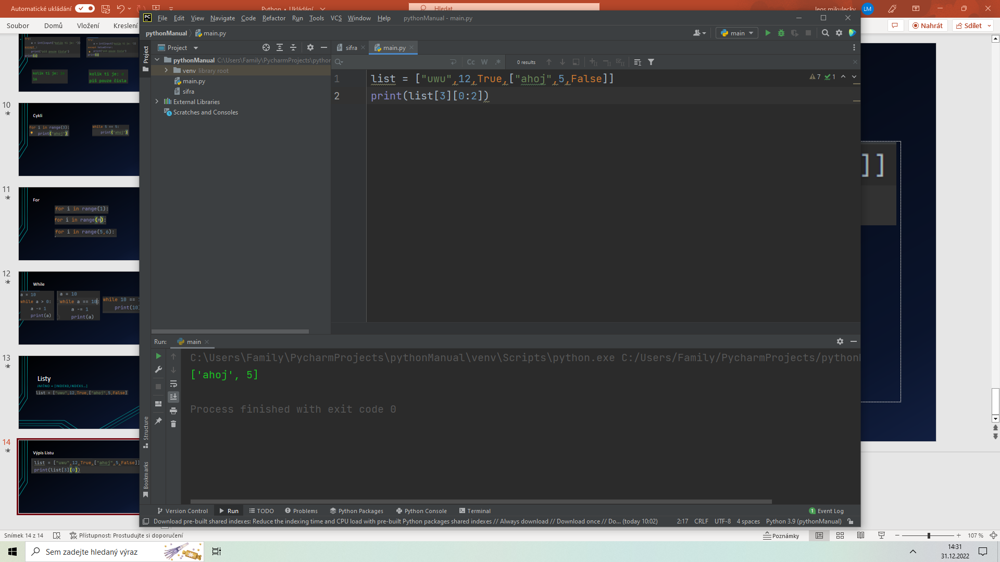 Automatické ukládání
Python • Ukládání
Hledat
leos mikulecky
LM
Soubor
Domů
Vložení
Kreslení
Nahrát
Sdílet
PC
File Edit View Navigate Code Refactor Run Tools VCS Window Help
pythonManual - main.py
pythonManual
main.py
main
Project
Project
sifra
main.py
pythonManual C:\Users\Family\PycharmProjects\python
venv library root
main.py
sifra
External Libraries
Scratches and Consoles
Cc W .*
0 results
1 list = ["uwu",12,True,["ahoj",5,False]]
2 print(list[3][0:2])
7 1
]]
kolik ti je: 16
16
piš pouze čísla
10
Cykli
for i in range(3):
print("ahoj")
while 5 == 5:
print("ahoj")
11
For
for i in range(1):
for i in range(n):
for i in range(5,6):
12
While
a = 10
while a > 0:
a -= 1
print(a)
a = 10
while a == 10:
a -= 1
print(a)
while 10 ==
print(10)
13
Listy
JMÉNO = [INDEX0,INDEX1...]
list = ["uwu",12,True,["ahoj",5,False]
14
Výpis Listu
list = ["uwu",12,True,["ahoj",5,False]]
print(list[3][0])
Run: main
C:\Users\Family\PycharmProjects\pythonManual\venv\Scripts\python.exe C:/Users/Family/PycharmProjects/python
['ahoj', 5]
Process finished with exit code 0
Structure
Bookmarks
Version Control
Run
TODO
Problems
Python Packages
Python Console
Terminal
1 Event Log
Download pre-built shared indexes: Reduce the indexing time and CPU load with pre-built Python packages shared indexes // Always download // Download once // Do... (today 10:02)
2:17 CRLF UTF-8 4 spaces Python 3.9 (pythonManual)
Snímek 14 z 14
Přístupnost: Prostudujte si doporučení
Poznámky
107 %
Sem zadejte hledaný výraz
14:31
31.12.2022